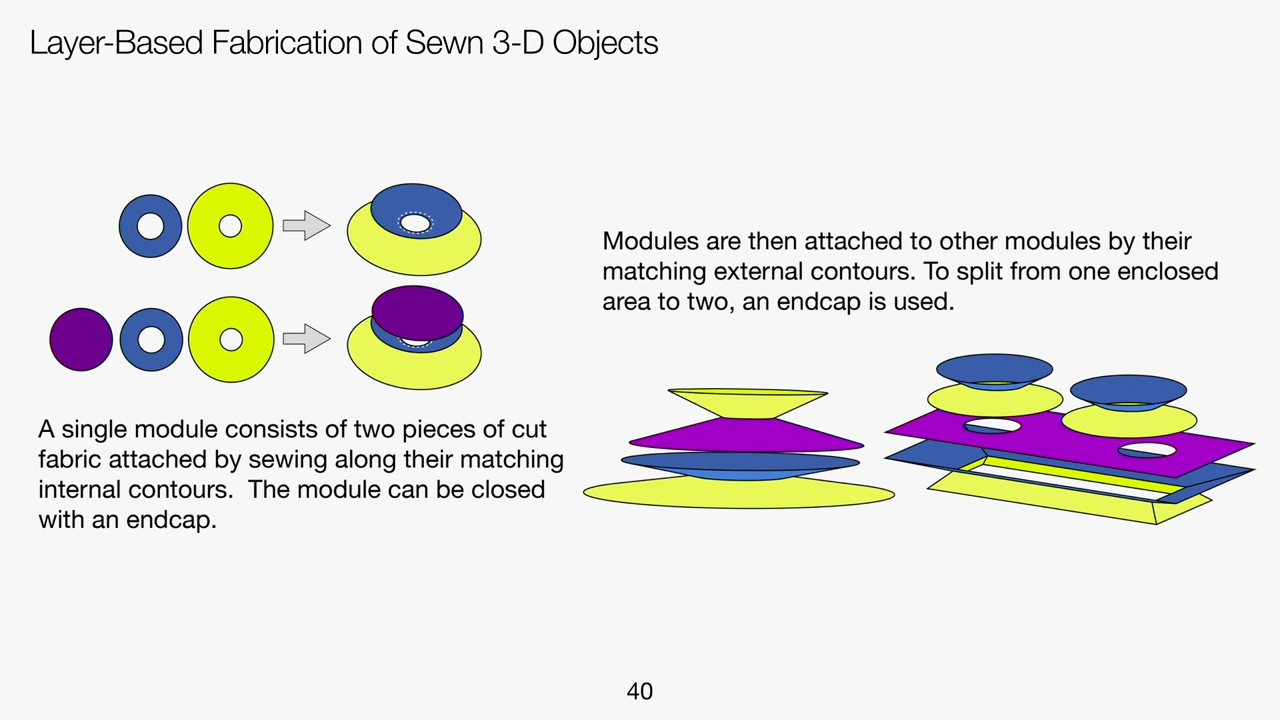 Layer-Based Fabrication of Sewn 3-D Objects
A single module consists of two pieces of cut
fabric attached by sewing along their matching
internal contours.  The module can be closed
with an endcap.
Modules are then attached to other modules by their
matching external contours. To split from one enclosed
area to two, an endcap is used.
40